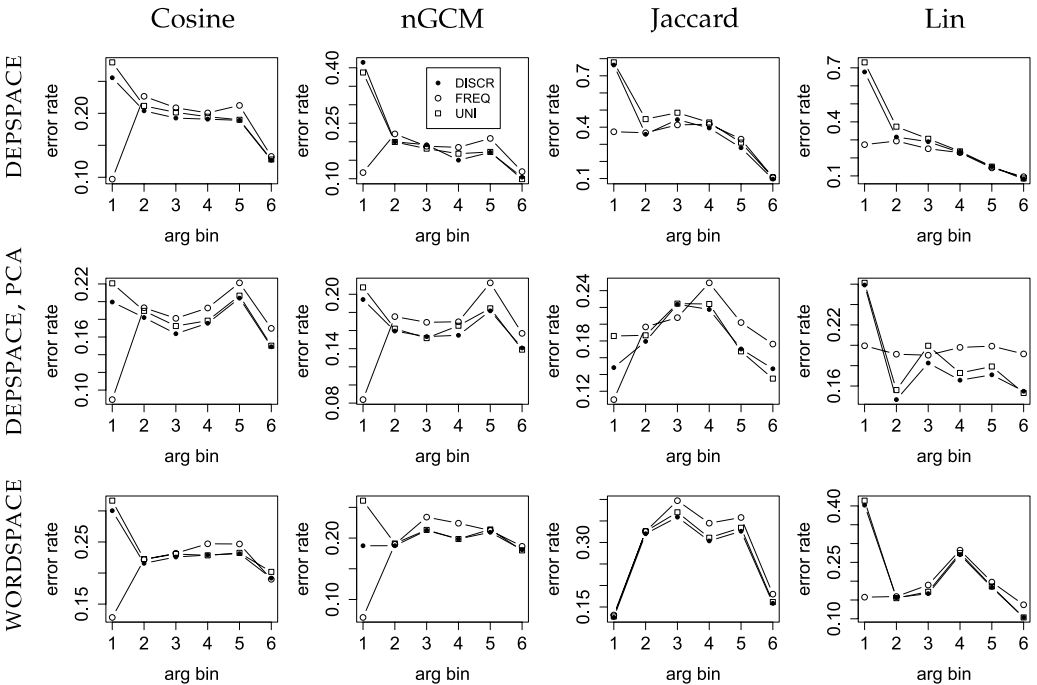 Cosine nGCM Jaccard Lin
DEPSPACE
error rate
0.10 0.20
1 2 3 4 5 6
arg bin
error rate
0.10 0.25 0.40
DISCR
FREQ
UNI
1 2 3 4 5 6
arg bin
error rate
0.1 0.4 0.7
1 2 3 4 5 6
arg bin
error rate
0.1 0.4 0.7
1 2 3 4 5 6
arg bin
DEPSPACE, PCA
error rate
0.10 0.16 0.22
1 2 3 4 5 6
arg bin
error rate
0.08 0.14 0.20
1 2 3 4 5 6
arg bin
error rate
0.12 0.18 0.24
1 2 3 4 5 6
arg bin
error rate
0.16 0.22
1 2 3 4 5 6
arg bin
WORDSPACE
error rate
0.15 0.25
1 2 3 4 5 6
arg bin
error rate
0.10 0.20
1 2 3 4 5 6
arg bin
error rate
0.15 0.30
1 2 3 4 5 6
arg bin
error rate
0.10 0.25 0.40
1 2 3 4 5 6
arg bin